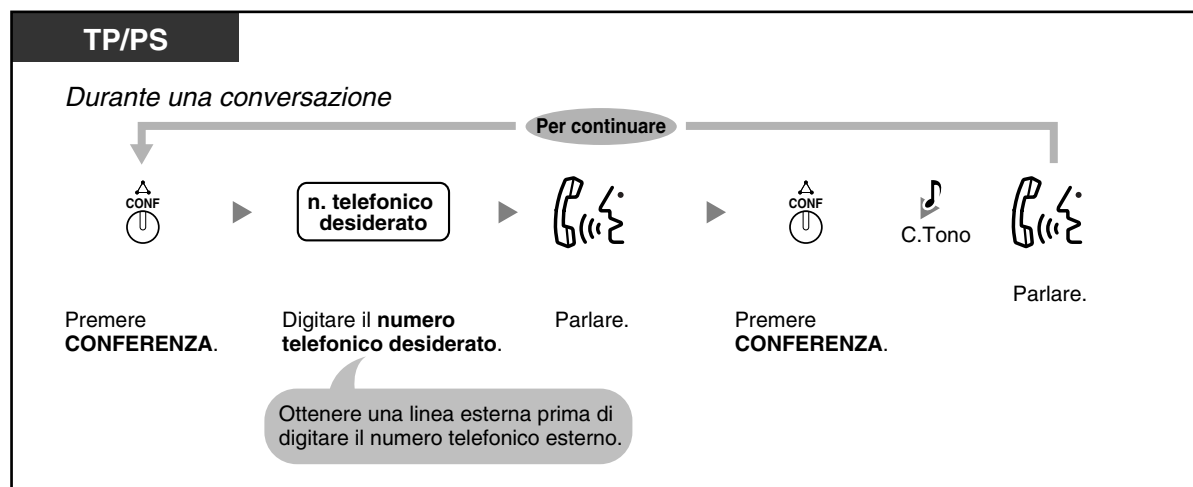 TP/PS
Durante una conversazione
Per continuare
CONF
n. telefonico
desiderato
CONF
C.Tono
Premere
CONFERENZA.
Digitare il numero
telefonico desiderato.
Parlare.
Premere
CONFERENZA.
Parlare.
Ottenere una linea esterna prima di
digitare il numero telefonico esterno.